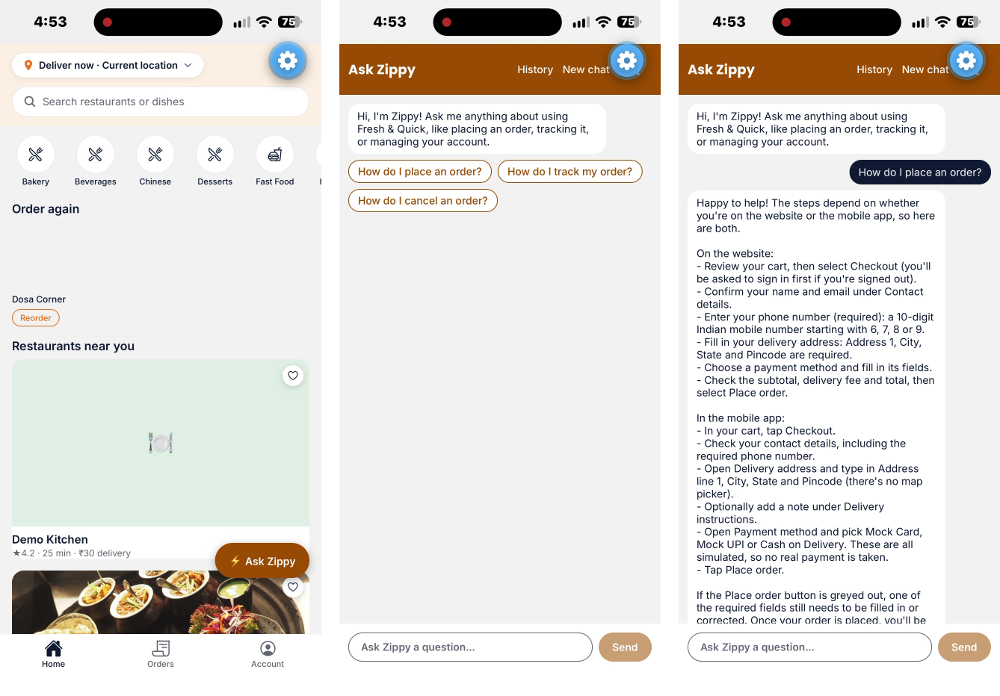 4:53
75
Deliver now · Current location
Search restaurants or dishes
Bakery
Beverages
Chinese
Desserts
Fast Food
Order again
Dosa Corner
Reorder
Restaurants near you
Demo Kitchen
★4.2 · 25 min · ₹30 delivery
⚡ Ask Zippy
Home
Orders
Account
4:53
75
Ask Zippy
History
New chat
Hi, I'm Zippy! Ask me anything about using
Fresh & Quick, like placing an order, tracking it,
or managing your account.
How do I place an order?
How do I track my order?
How do I cancel an order?
Ask Zippy a question...
Send
4:53
75
Ask Zippy
History
New chat
Hi, I'm Zippy! Ask me anything about using
Fresh & Quick, like placing an order, tracking it,
or managing your account.
How do I place an order?
Happy to help! The steps depend on whether
you're on the website or the mobile app, so here
are both.
On the website:
- Review your cart, then select Checkout (you'll
be asked to sign in first if you're signed out).
- Confirm your name and email under Contact
details.
- Enter your phone number (required): a 10-digit
Indian mobile number starting with 6, 7, 8 or 9.
- Fill in your delivery address: Address 1, City,
State and Pincode are required.
- Choose a payment method and fill in its fields.
- Check the subtotal, delivery fee and total, then
select Place order.
In the mobile app:
- In your cart, tap Checkout.
- Check your contact details, including the
required phone number.
- Open Delivery address and type in Address
line 1, City, State and Pincode (there's no map
picker).
- Optionally add a note under Delivery
instructions.
- Open Payment method and pick Mock Card,
Mock UPI or Cash on Delivery. These are all
simulated, so no real payment is taken.
- Tap Place order.
If the Place order button is greyed out, one of
the required fields still needs to be filled in or
corrected. Once your order is placed, you'll be
Ask Zippy a question...
Send